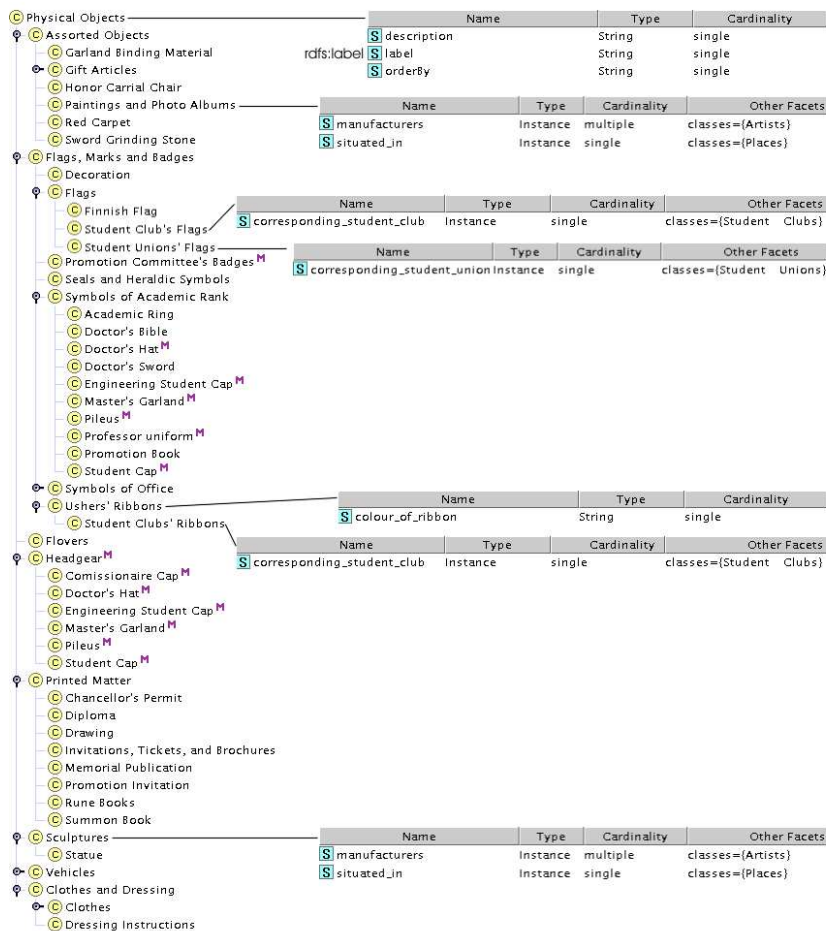 Physical Objects Name Type Cardinality
Assorted Objects S description String single
Garland Binding Material rdfs:label S label String single
Gift Articles S orderBy String single
Honor Carrial Chair
Paintings and Photo Albums Name Type Cardinality Other Facets
Red Carpet S manufacturers Instance multiple classes={Artists}
Sword Grinding Stone S situated_in Instance single classes={Places}
Flags, Marks and Badges
Decoration
Flags Name Type Cardinality Other Facets
Finnish Flag
Student Club's Flags S corresponding_student_club Instance single classes={Student Clubs}
Student Unions' Flags Name Type Cardinality Other Facets
Promotion Committee's Badges M S corresponding_student_union Instance single classes={Student Unions}
Seals and Heraldic Symbols
Symbols of Academic Rank
Academic Ring
Doctor's Bible
Doctor's Hat M
Doctor's Sword
Engineering Student Cap M
Master's Garland M
Pileus M
Professor uniform M
Promotion Book
Student Cap M
Symbols of Office
Ushers' Ribbons Name Type Cardinality
Student Clubs' Ribbons S colour_of_ribbon String single
Flovers Name Type Cardinality Other Facets
Headgear M S corresponding_student_club Instance single classes={Student Clubs}
Comissionaire Cap M
Doctor's Hat M
Engineering Student Cap M
Master's Garland M
Pileus M
Student Cap M
Printed Matter
Chancellor's Permit
Diploma
Drawing
Invitations, Tickets, and Brochures
Memorial Publication
Promotion Invitation
Rune Books
Summon Book
Sculptures Name Type Cardinality Other Facets
Statue S manufacturers Instance multiple classes={Artists}
Vehicles S situated_in Instance single classes={Places}
Clothes and Dressing
Clothes
Dressing Instructions